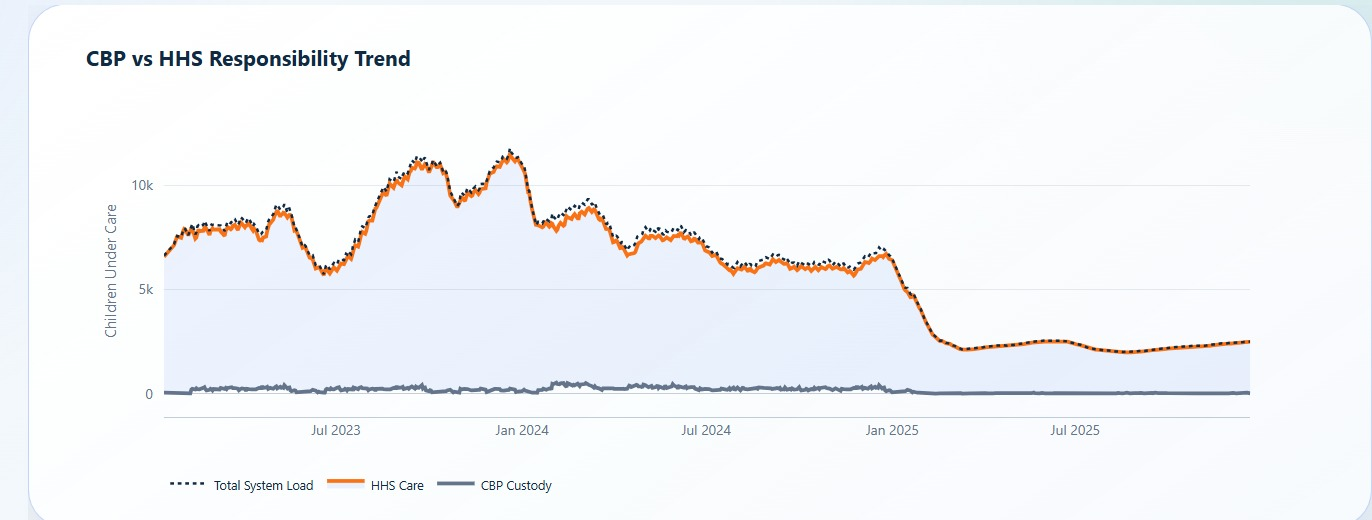 CBP vs HHS Responsibility Trend
Children Under Care
10k
5k
0
Jul 2023 Jan 2024 Jul 2024 Jan 2025 Jul 2025
Total System Load HHS Care CBP Custody